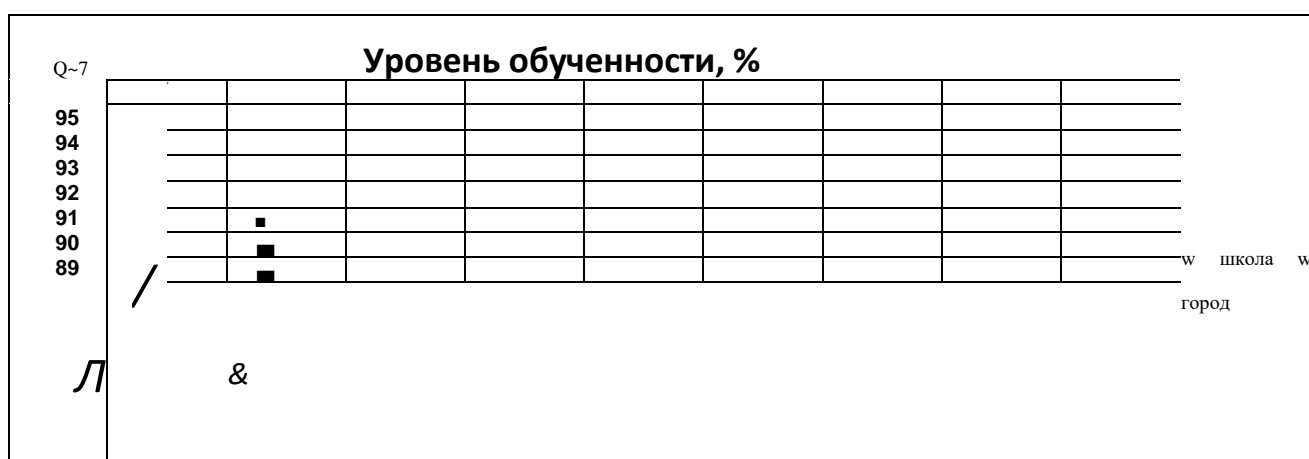 Q~7
Уровень обученности, %
95
94
93
92
91
90
89
w школа w
город
/
Л &